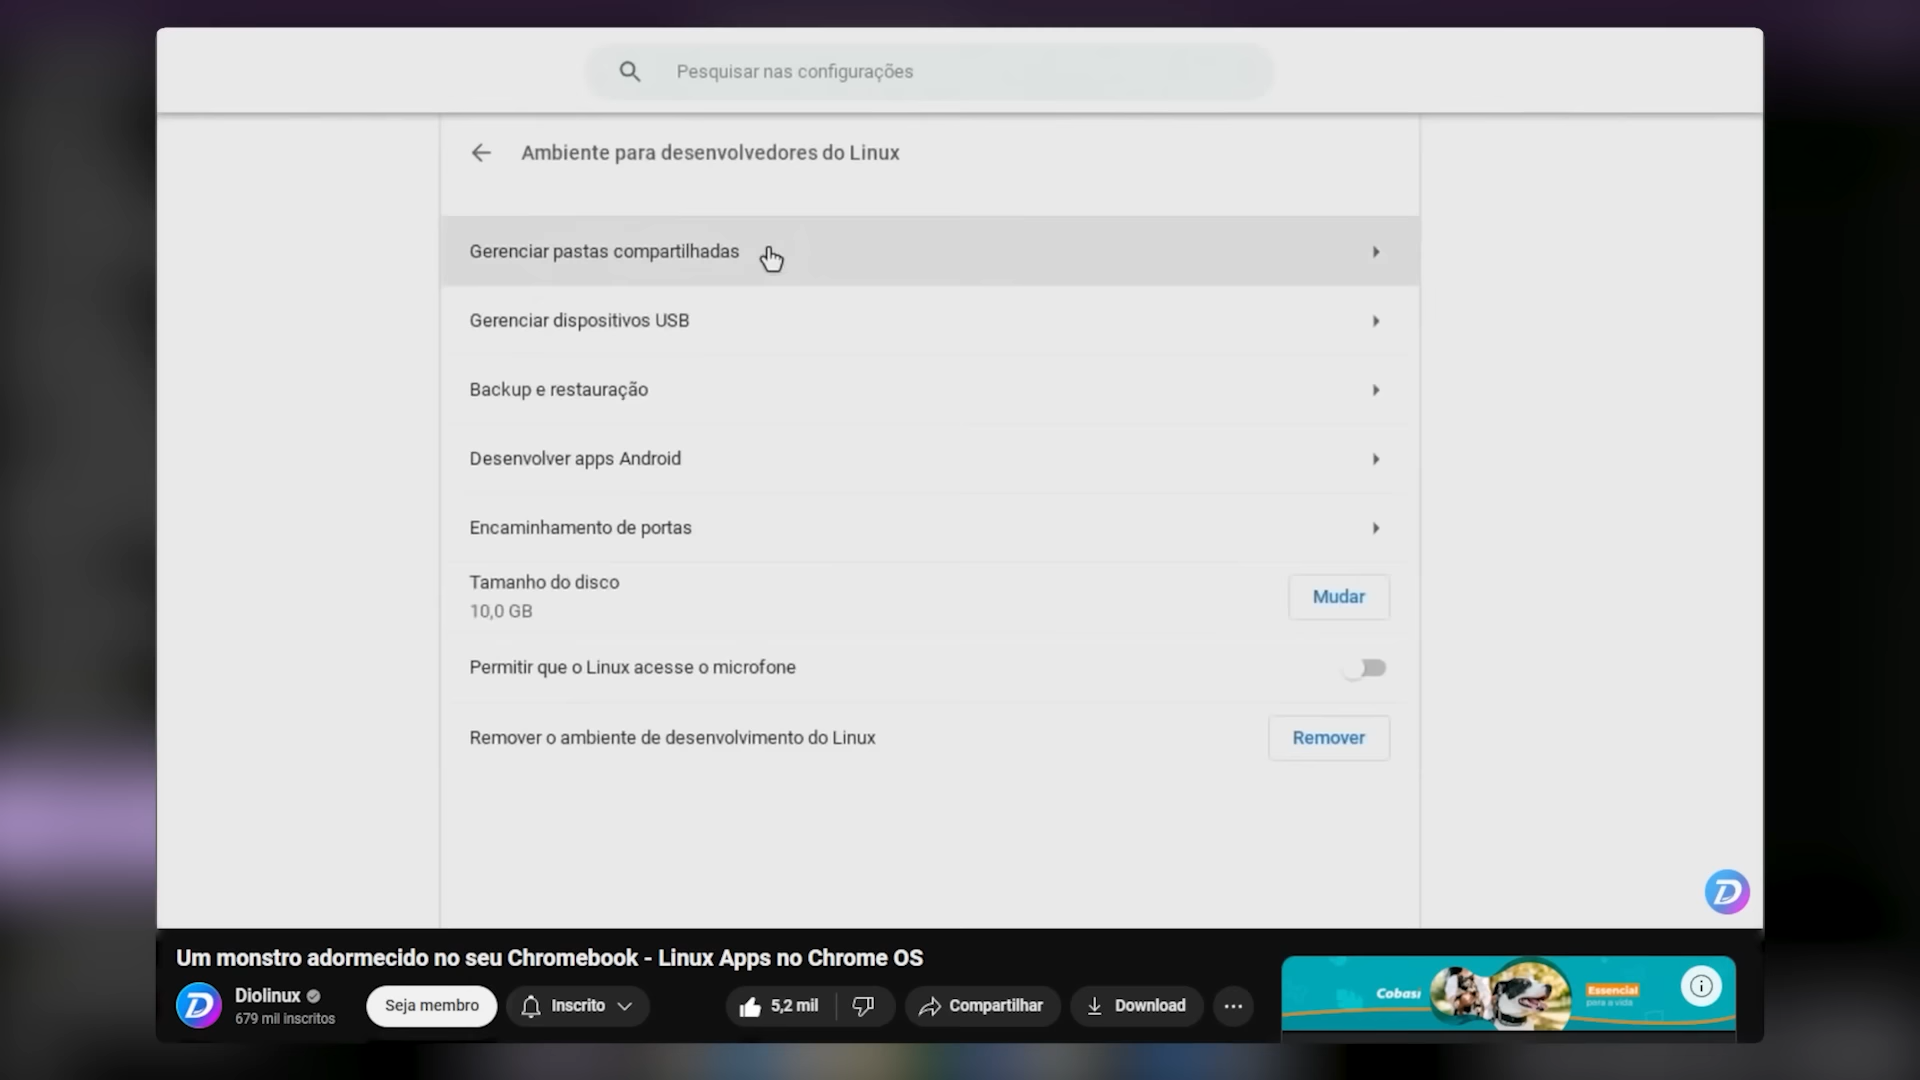 Pesquisar nas configurações
Ambiente para desenvolvedores do Linux
Gerenciar pastas compartilhadas
Gerenciar dispositivos USB
Backup e restauração
Desenvolver apps Android
Encaminhamento de portas
Tamanho do disco
10,0 GB
Mudar
Permitir que o Linux acesse o microfone
Remover o ambiente de desenvolvimento do Linux
Remover
Um monstro adormecido no seu Chromebook - Linux Apps no Chrome OS
Diolinux
679 mil inscritos
Seja membro
Inscrito
5,2 mil
Compartilhar
Download
Cobasi
Essencial
para a vida